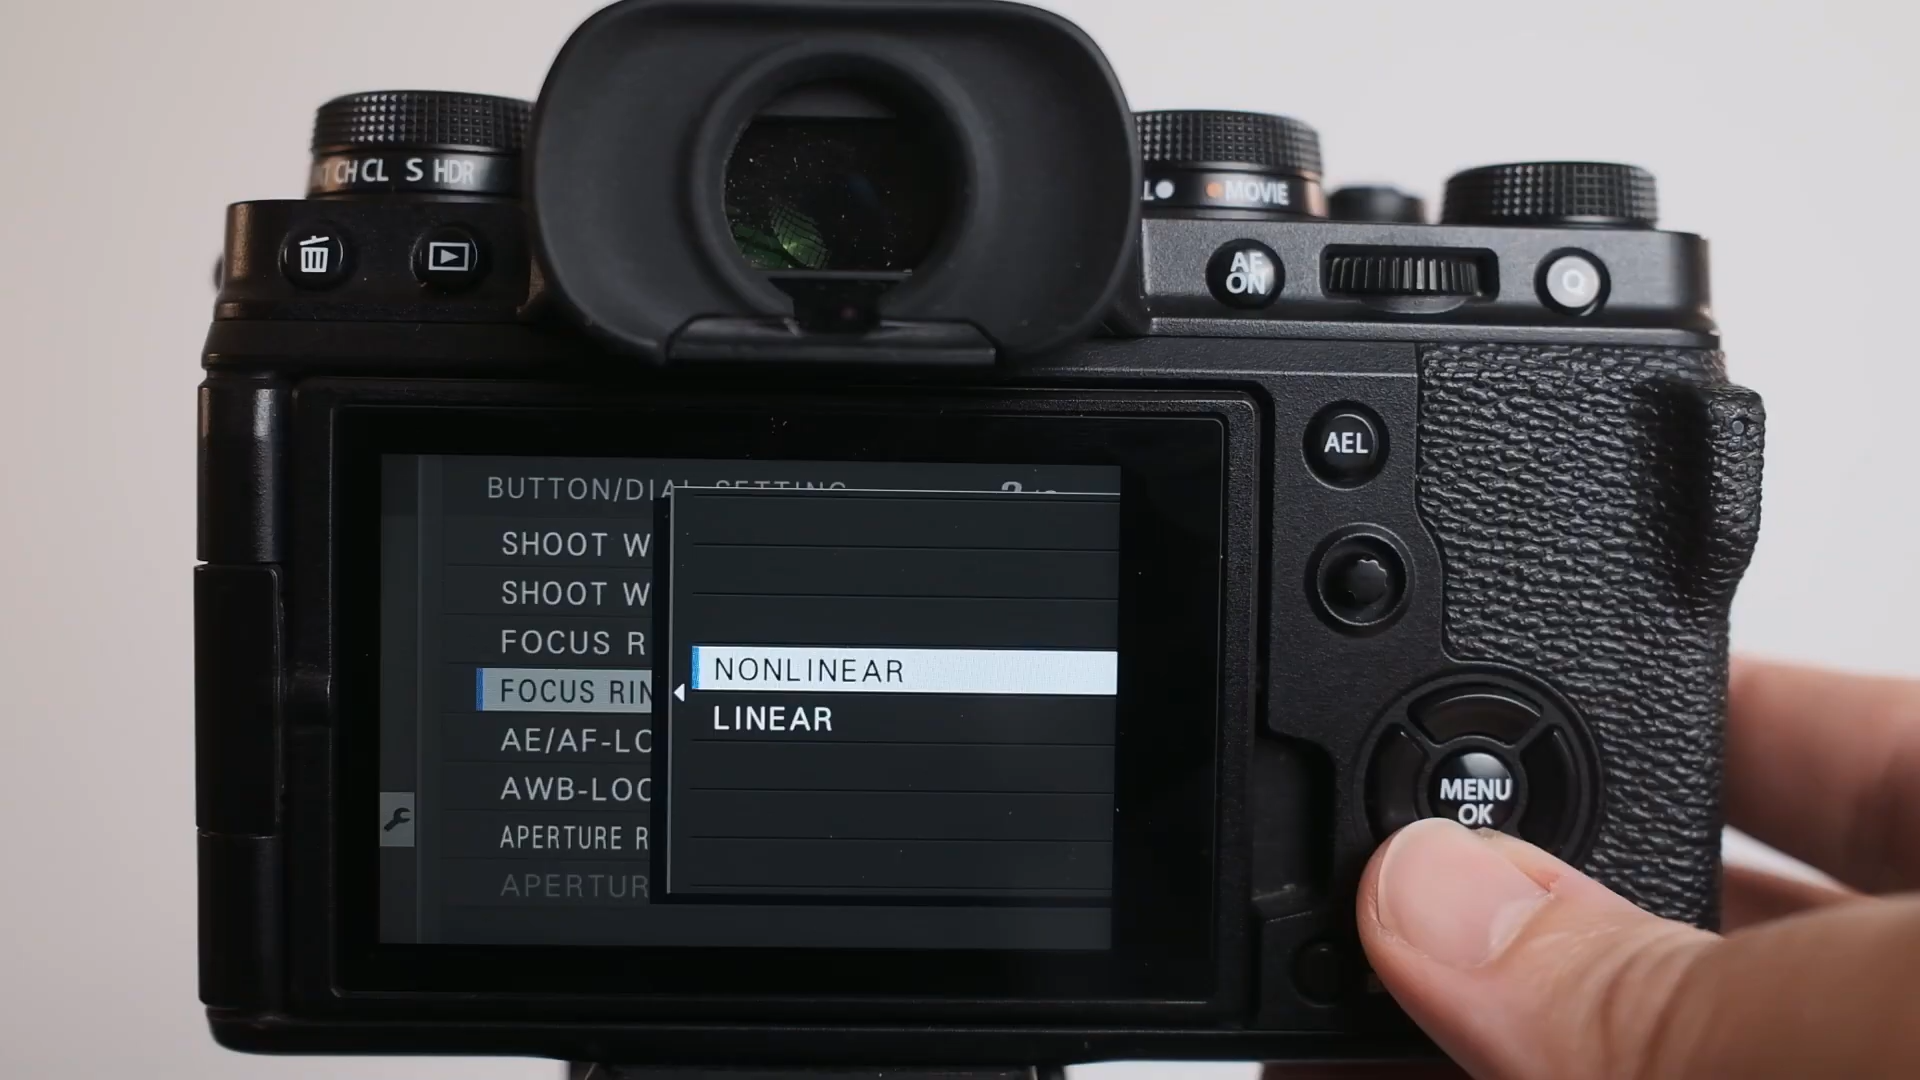 CH CL S HDR
L MOVIE
AF
ON
Q
AEL
BUTTON/DIAL SETTING
SHOOT W
SHOOT W
FOCUS R
FOCUS RIN
AE/AF-LO
AWB-LOC
APERTURE R
APERTUR
NONLINEAR
LINEAR
MENU
OK